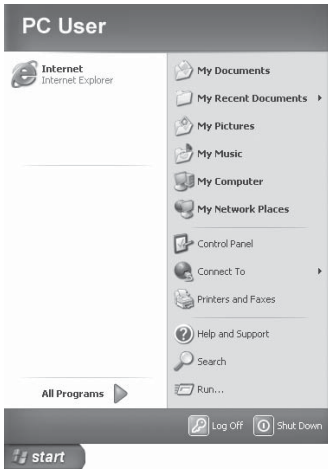 PC User
Internet
Internet Explorer
All Programs
My Documents
My Recent Documents
My Pictures
My Music
My Computer
My Network Places
Control Panel
Connect To
Printers and Faxes
Help and Support
Search
Run...
Log Off
Shut Down
start